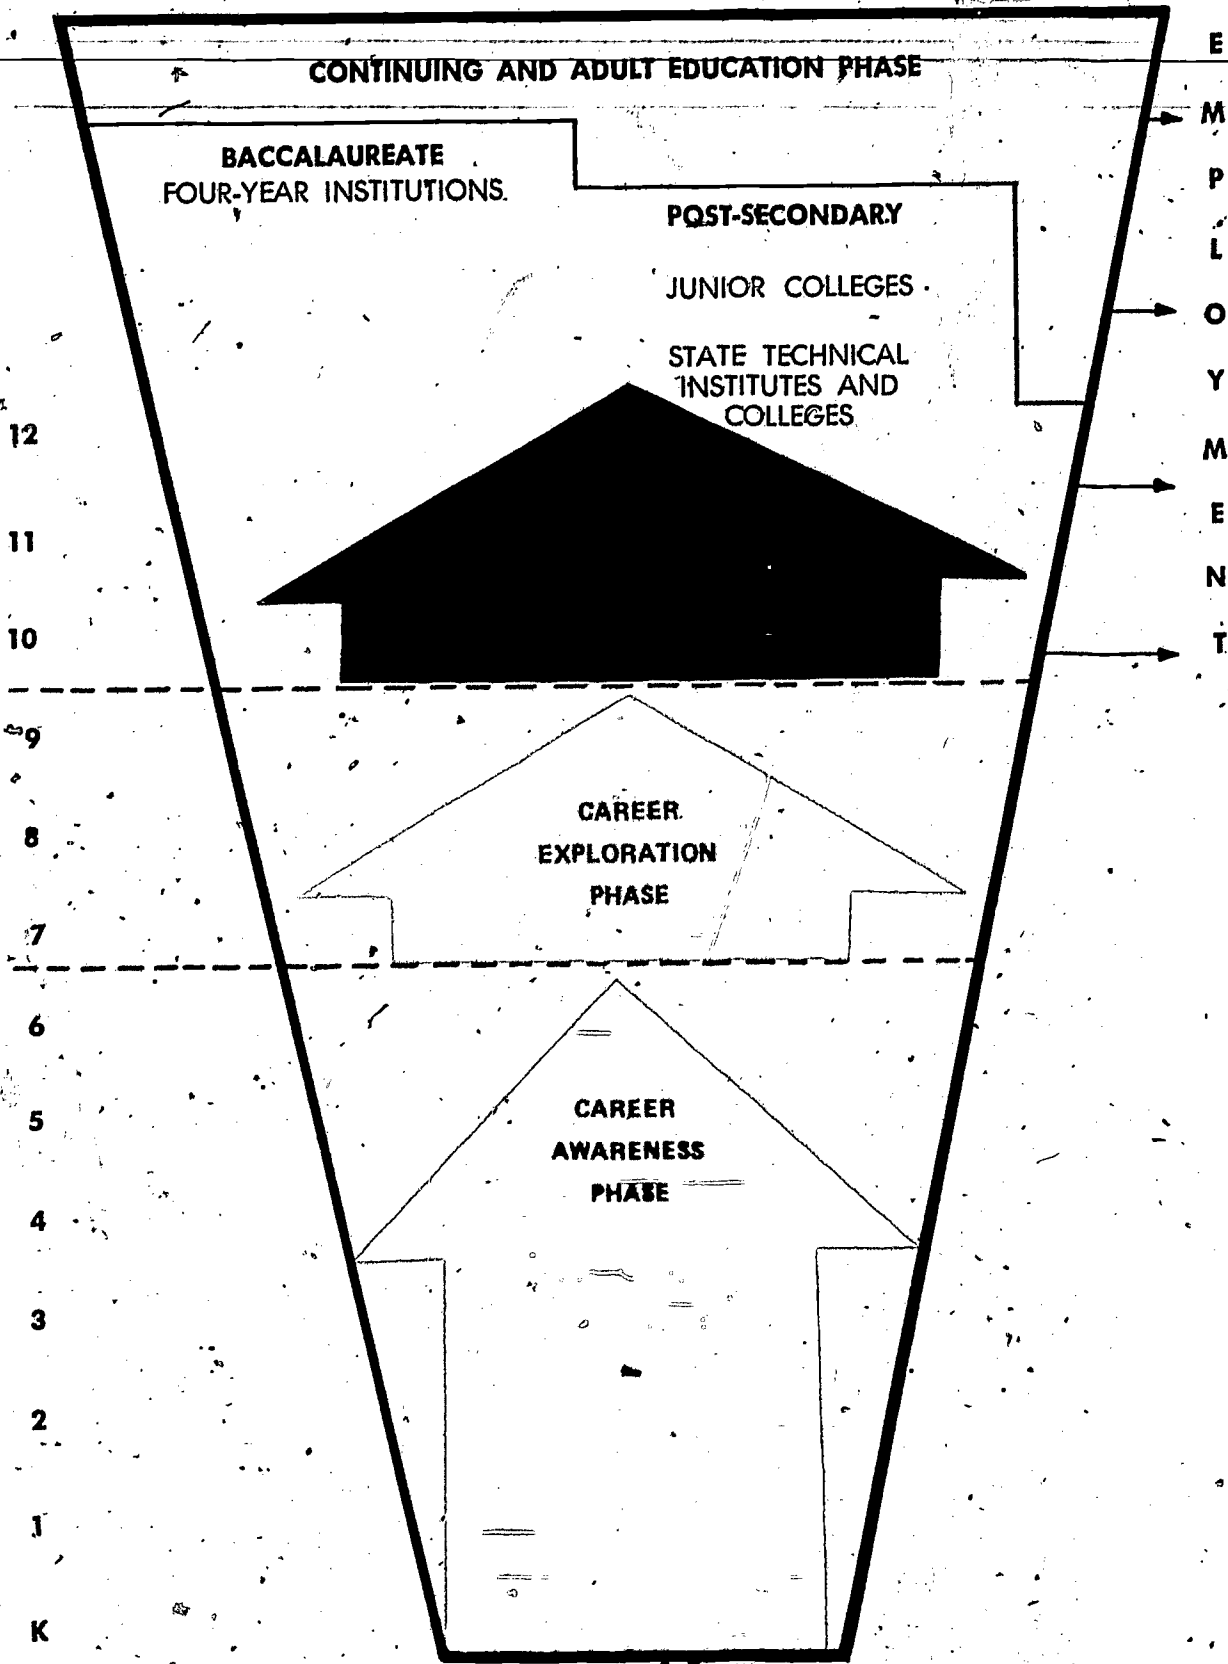 CONTINUING AND ADULT EDUCATION PHASE
BACCALAUREATE
FOUR-YEAR INSTITUTIONS.
POST-SECONDARY
JUNIOR COLLEGES
STATE TECHNICAL
INSTITUTES AND
COLLEGES
E
M
P
L
O
Y
M
E
N
T
12
11
10
9
8
7
CAREER
EXPLORATION
PHASE
6
5
4
3
2
1
K
CAREER
AWARENESS
PHASE